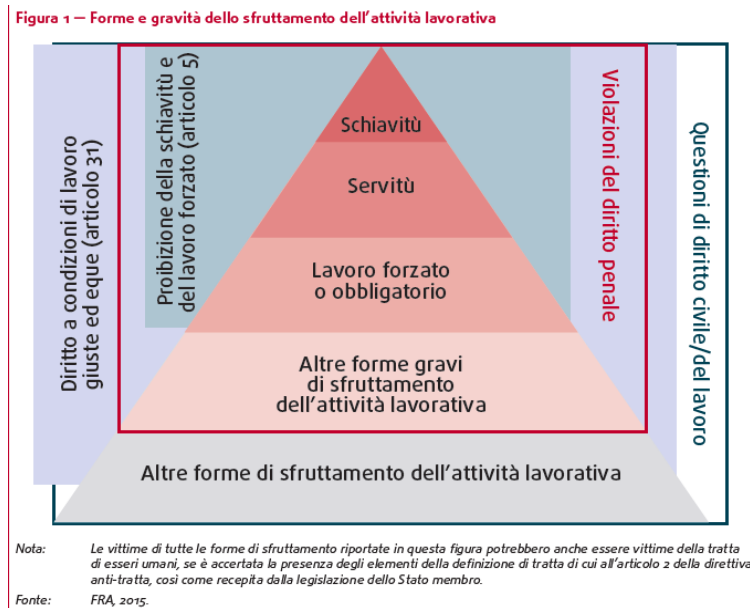 Figura 1 — Forme e gravità dello sfruttamento dell'attività lavorativa
Diritto a condizioni di lavoro
giuste ed eque (articolo 31)
Proibizione della schiavitù e
del lavoro forzato (articolo 5)
Schiavitù
Servitù
Lavoro forzato
o obbligatorio
Altre forme gravi
di sfruttamento
dell'attività lavorativa
Altre forme di sfruttamento dell'attività lavorativa
Violazioni del diritto penale
Questioni di diritto civile/del lavoro
Nota: Le vittime di tutte le forme di sfruttamento riportate in questa figura potrebbero anche essere vittime della tratta
di esseri umani, se è accertata la presenza degli elementi della definizione di tratta di cui all'articolo 2 della direttiva
anti-tratta, così come recepita dalla legislazione dello Stato membro.
Fonte: FRA, 2015.